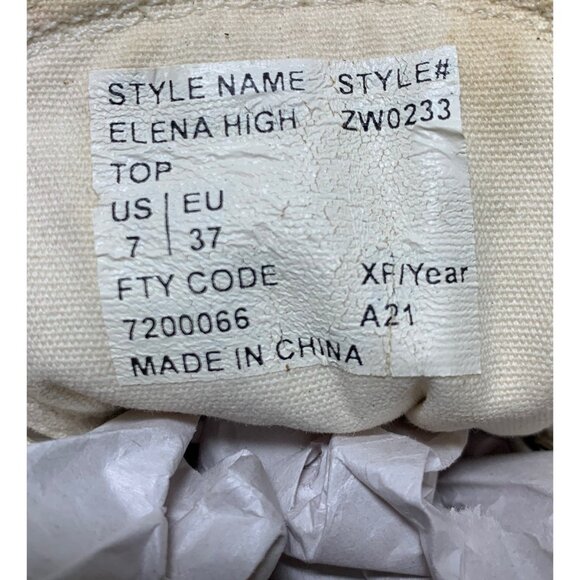 STYLE NAME STYLE#
ELENA HIGH ZW0233
TOP
US | EU
7 | 37
FTY CODE XF/Year
7200066 A21
MADE IN CHINA